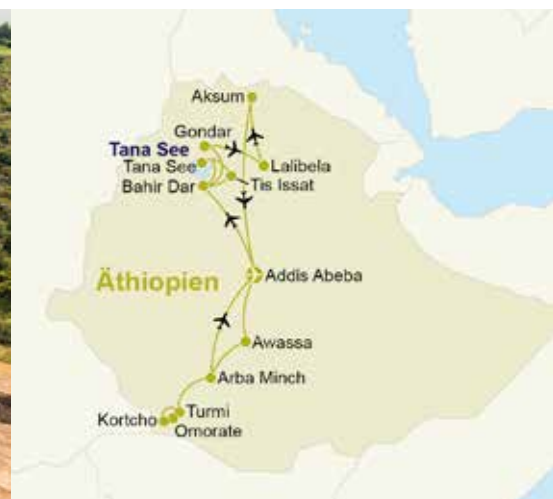 Aksum
Gondar
Tana See
Tana See
Lalibela
Bahir Dar
Tis Issat
Äthiopien
Addis Abeba
Awassa
Arba Minch
Turmi
Kortcho
Omorate